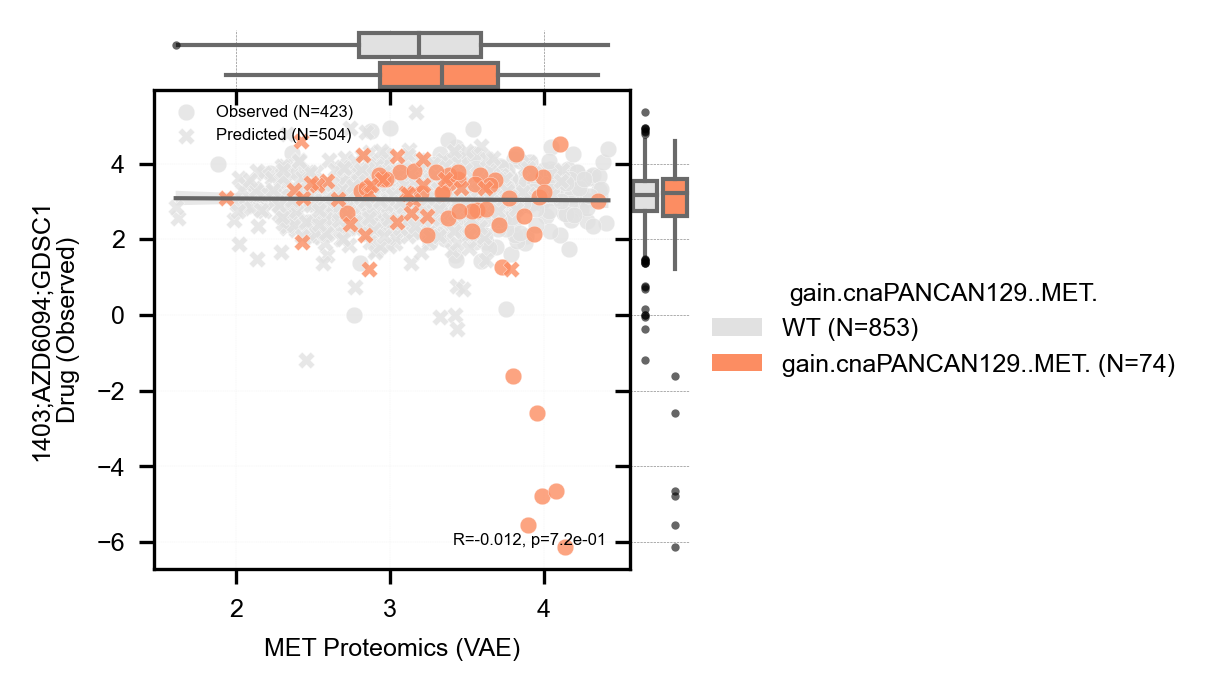 Observed (N=423)
Predicted (N=504)
4
2
0
−2
−4
−6
1403;AZD6094;GDSC1
Drug (Observed)
R=-0.012, p=7.2e-01
2
3
4
MET Proteomics (VAE)
gain.cnaPANCAN129..MET.
WT (N=853)
gain.cnaPANCAN129..MET. (N=74)